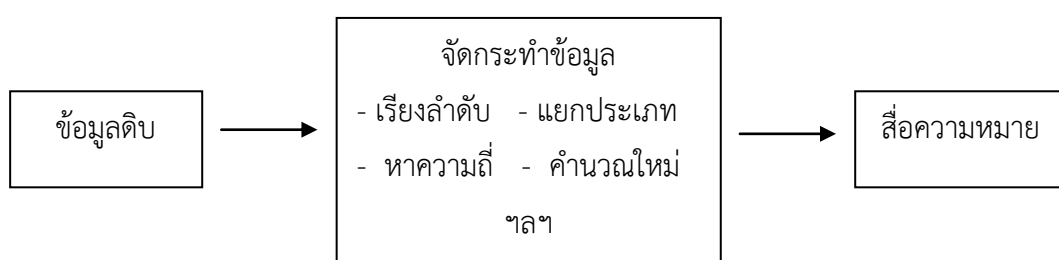 ข้อมูลดิบ
จัดกระทำข้อมูล
- เรียงลำดับ - แยกประเภท
- หาความถี่ - คำนวณใหม่
ฯลฯ
สื่อความหมาย